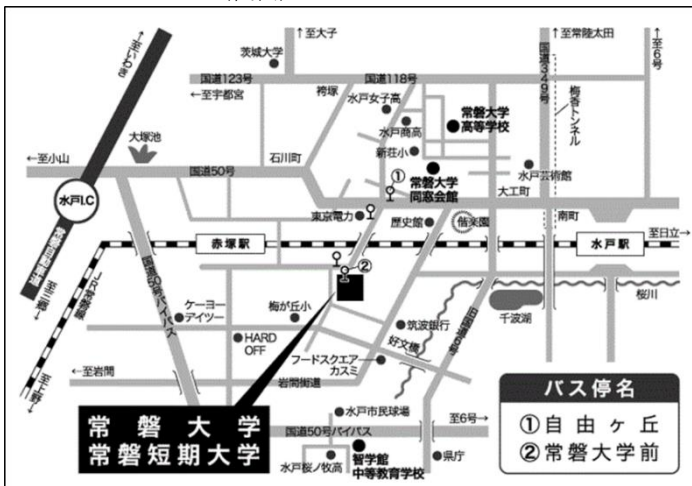 ↑至大子
↑至常陸太田
↑至6号
↑至いわき
茨城大学
国道123号
国道118号
国道349号
←至宇都宮
袴塚
水戸女子高
常磐大学
高等学校
梅香トンネル
水戸商高
大塚池
新荘小
←至小山
国道50号
石川町
①
常磐大学
同窓会館
水戸芸術館
大工町
水戸I.C
東京電力
歴史館
偕楽園
南町
赤塚駅
水戸駅
至日立→
常磐自動車道
②
至三郷→
JR常磐線
国道50号バイパス
ケーヨー
デイツー
梅が丘小
桜川
千波湖
HARD
OFF
筑波銀行
好文橋
旧国道6号
フードスクエア
カスミ
←至岩間
岩間街道
至上野→
バス停名
①自由ヶ丘
②常磐大学前
常磐大学
常磐短期大学
水戸市民球場
至6号→
国道50号バイパス
智学館
中等教育学校
水戸桜ノ牧高
県庁